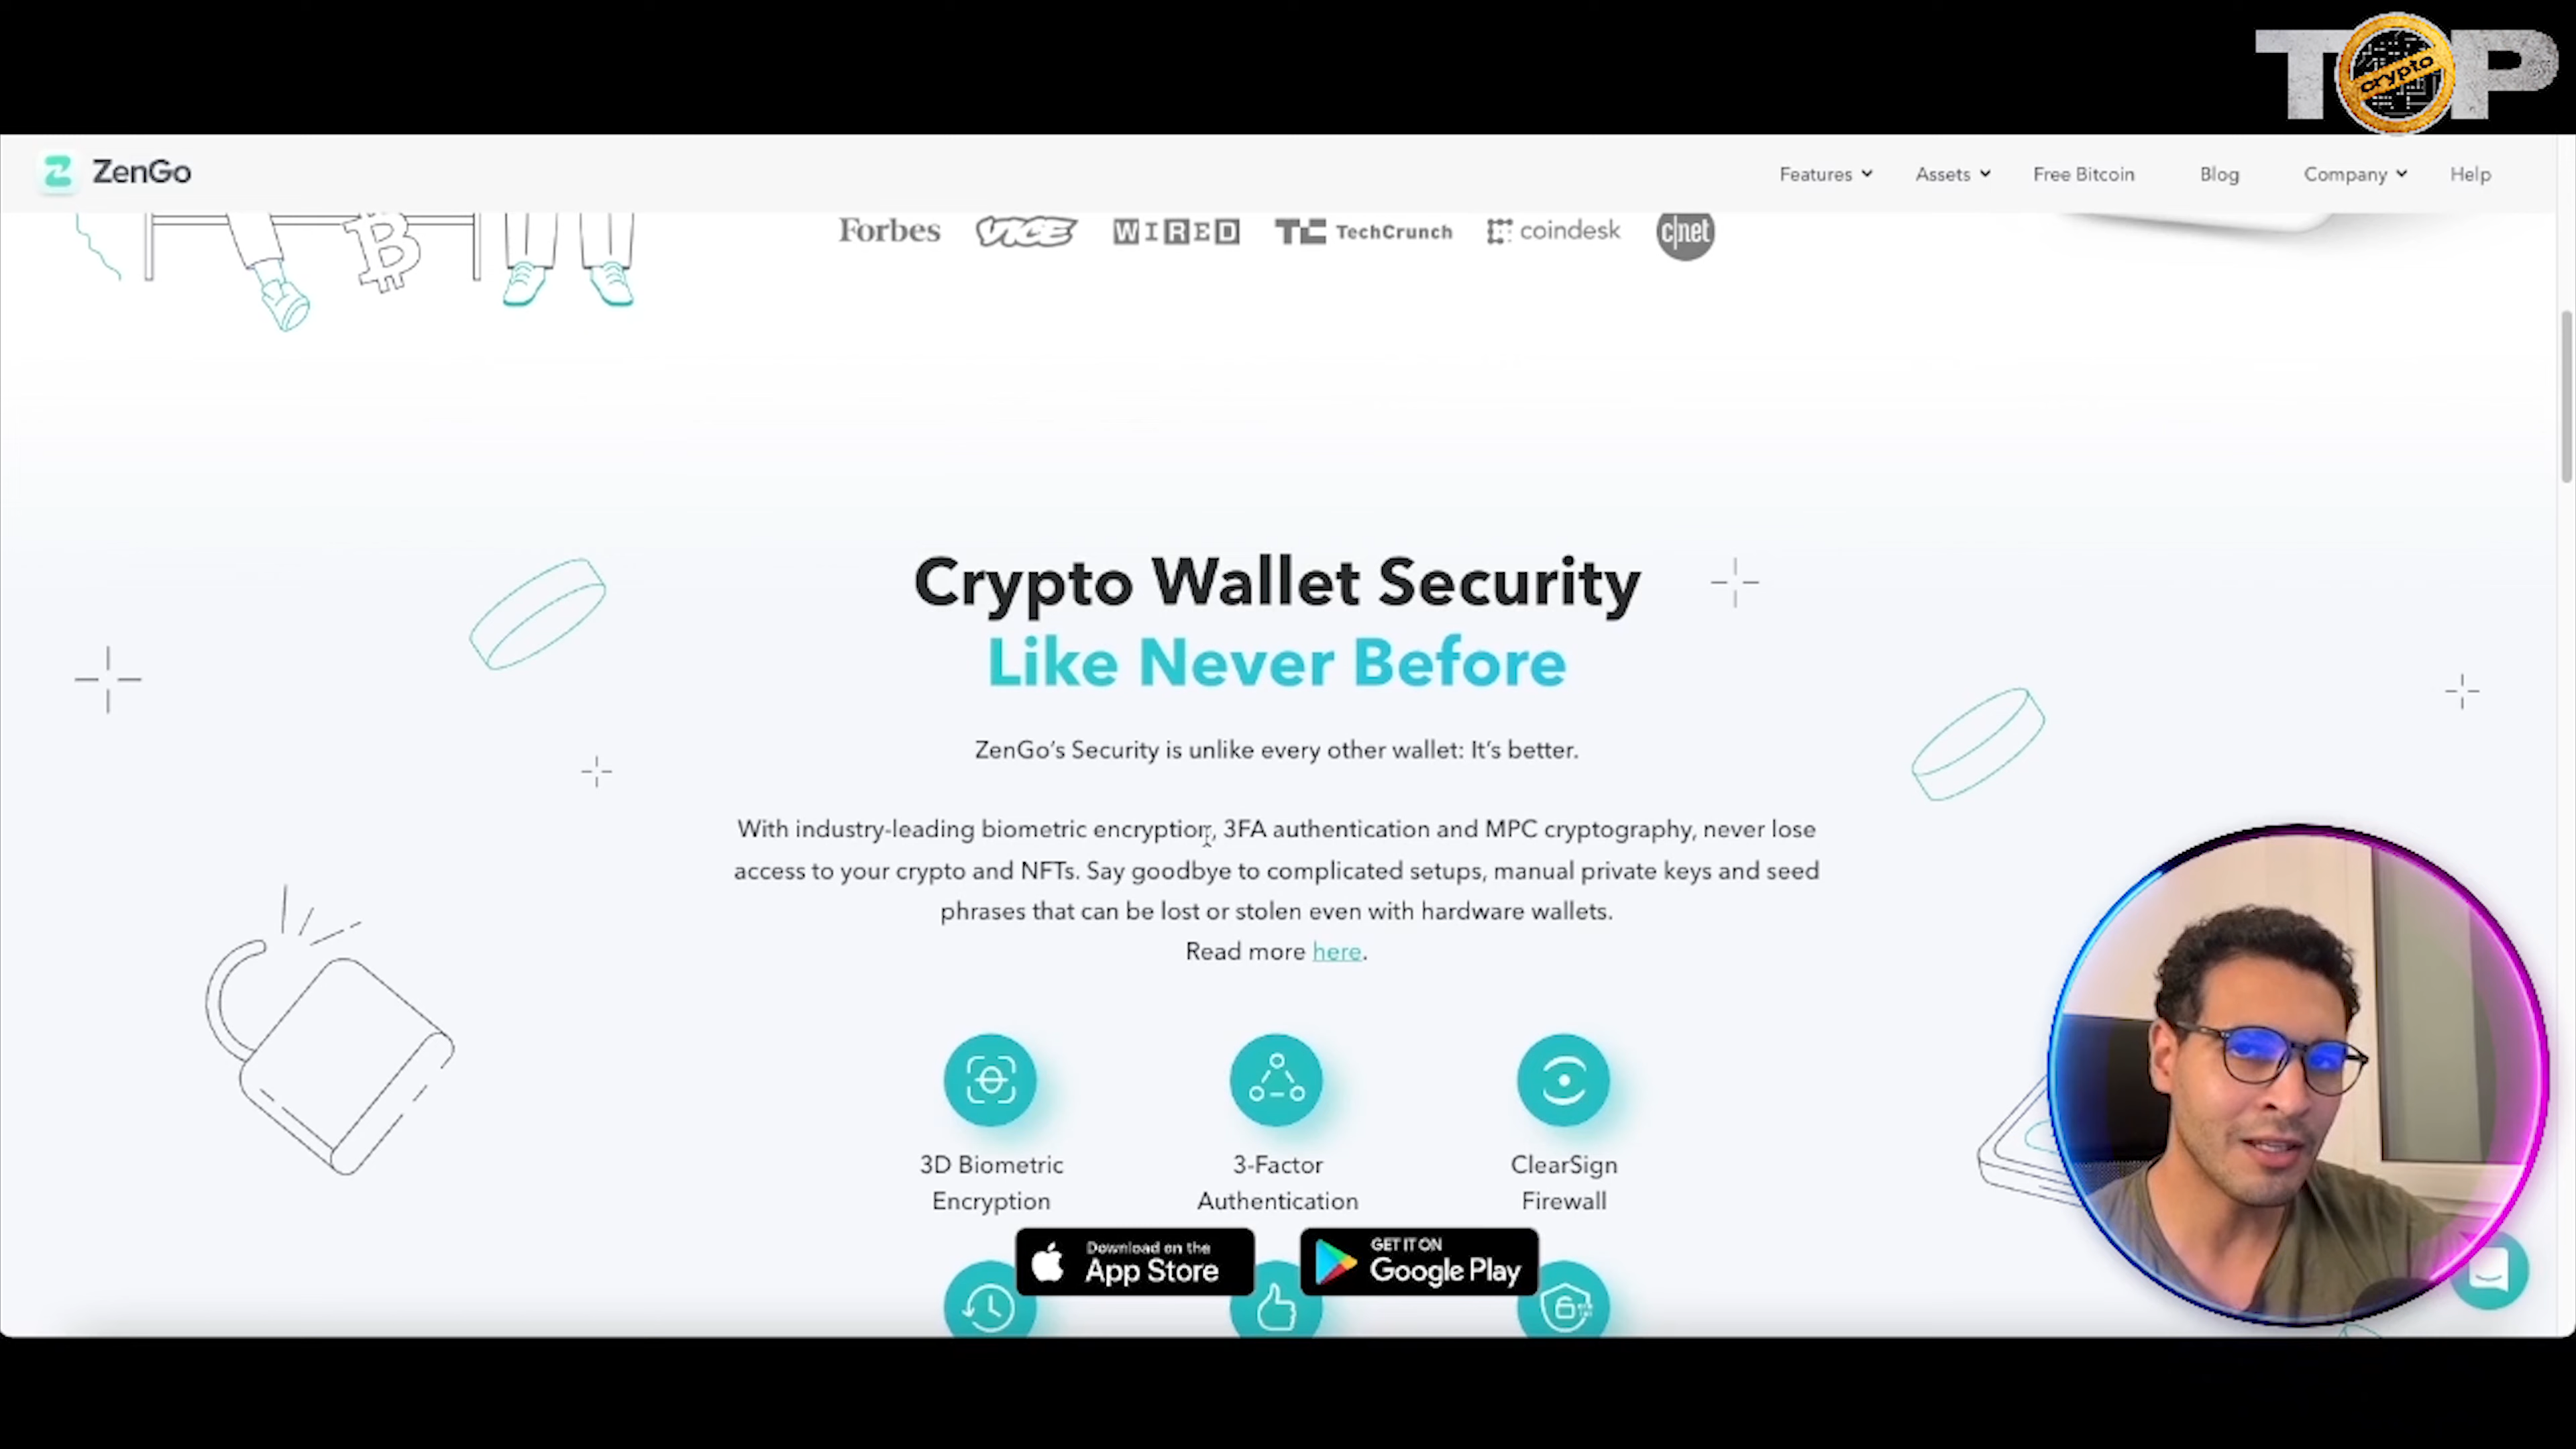 TOP
crypto
ZenGo
Features
Assets
Free Bitcoin
Blog
Company
Help
Forbes
VICE
WIRED
TC TechCrunch
coindesk
c|net
Crypto Wallet Security
Like Never Before
ZenGo's Security is unlike every other wallet: It's better.
With industry-leading biometric encryption, 3FA authentication and MPC cryptography, never lose
access to your crypto and NFTs. Say goodbye to complicated setups, manual private keys and seed
phrases that can be lost or stolen even with hardware wallets.
Read more here.
3D Biometric
Encryption
3-Factor
Authentication
ClearSign
Firewall
Download on the
App Store
GET IT ON
Google Play